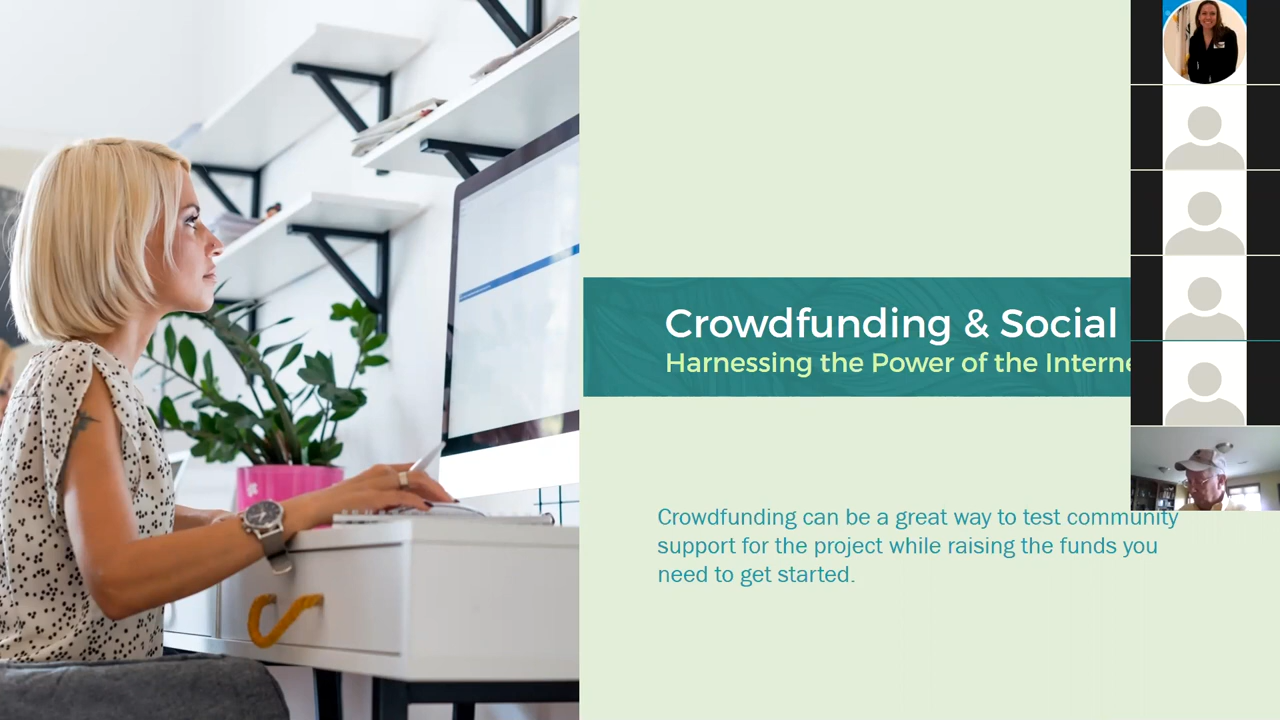 Crowdfunding & Social
Harnessing the Power of the Interne
Crowdfunding can be a great way to test community
support for the project while raising the funds you
need to get started.